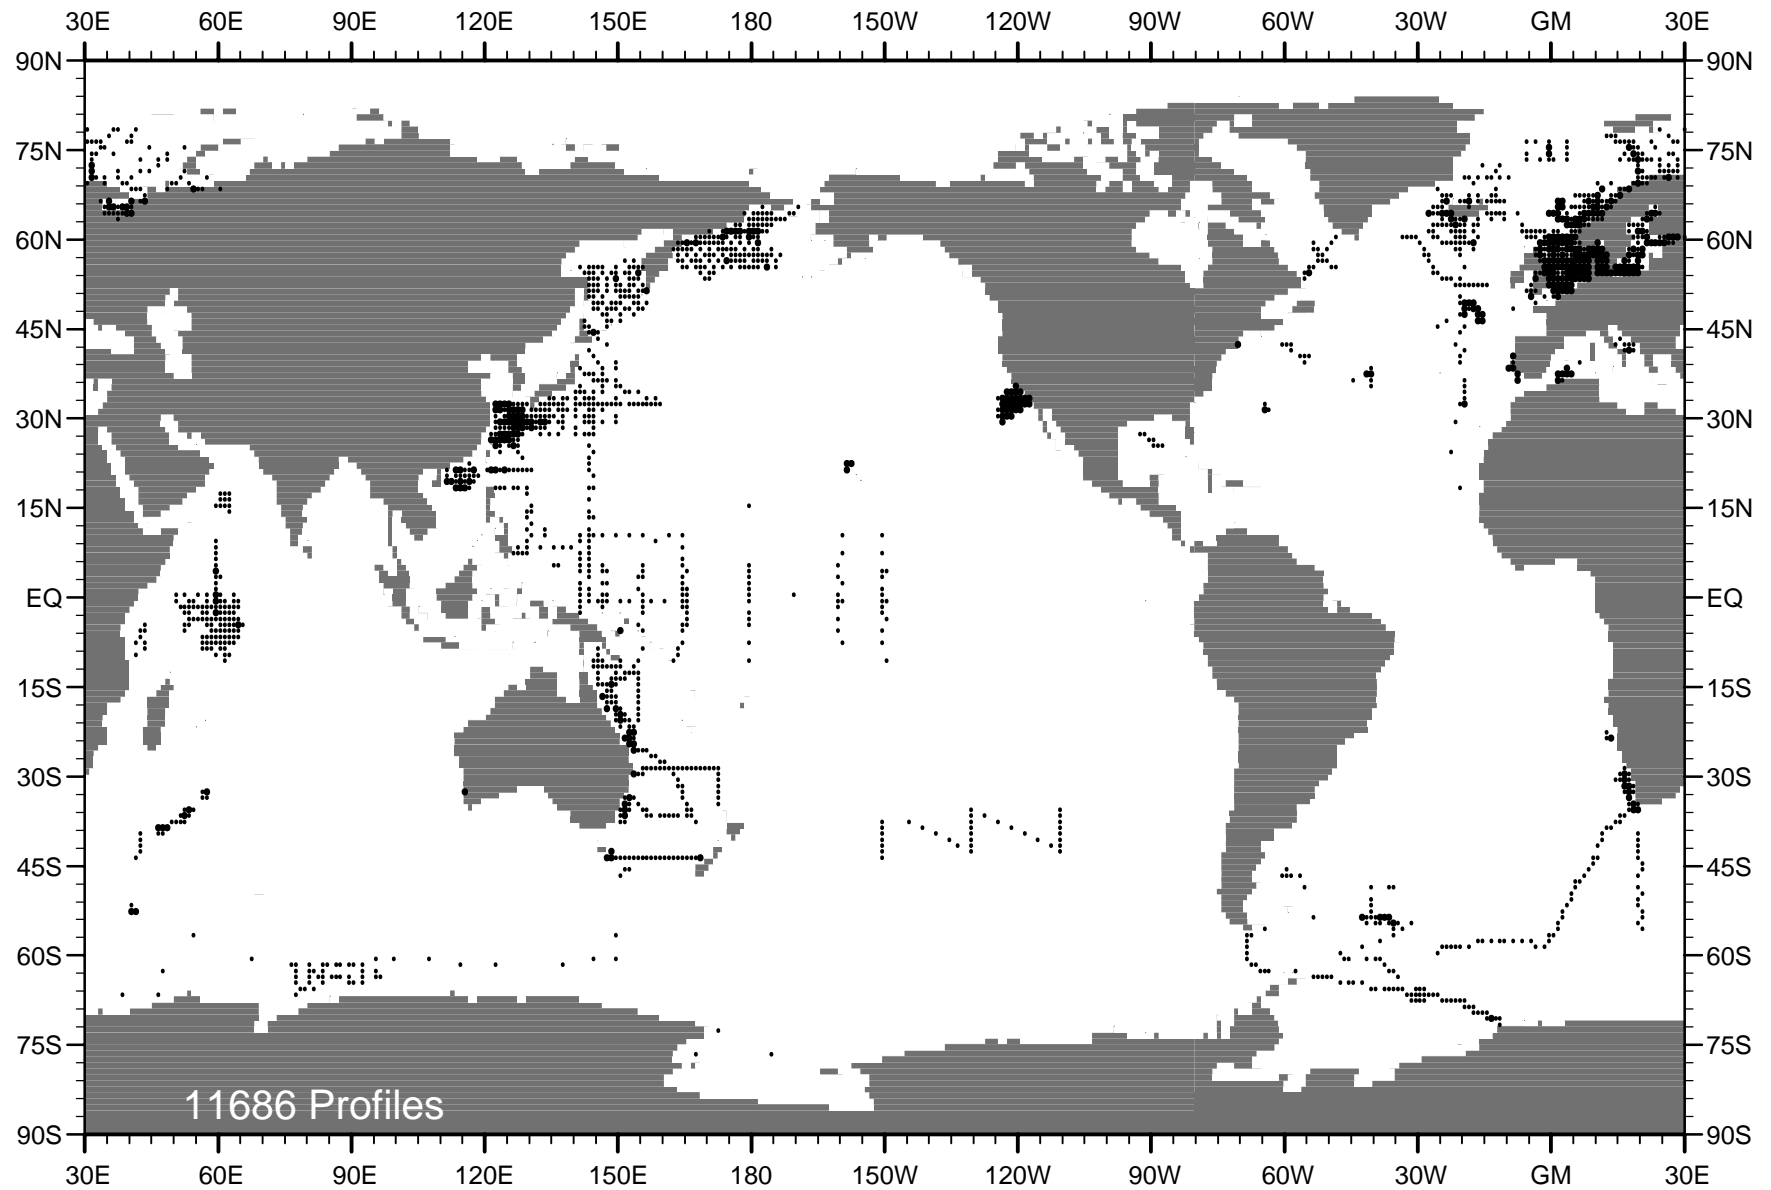 30E 60E 90E 120E 150E 180 150W 120W 90W 60W 30W GM 30E
90N 90N
75N 75N
60N 60N
45N 45N
30N 30N
15N 15N
EQ EQ
15S 15S
30S 30S
45S 45S
60S 60S
75S 75S
11686 Profiles
90S 90S
30E 60E 90E 120E 150E 180 150W 120W 90W 60W 30W GM 30E